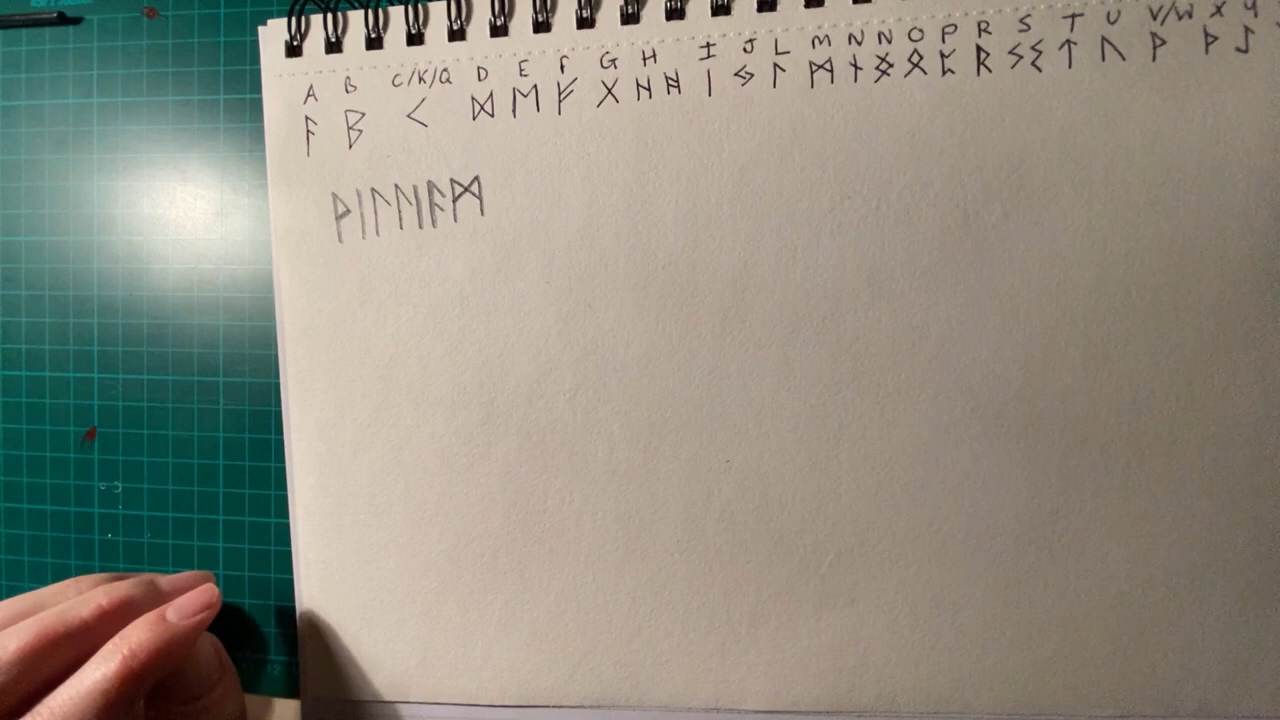 A B C/K/Q D E F G H I J L M N N O P R S T U V/W X Y
ᚨ ᛒ ᚲ ᛞ ᛖ ᚠ ᚷ ᚺ ᚻ ᛁ ᛃ ᛚ ᛗ ᚾ ᛝ ᛟ ᛈ ᚱ ᛊ ᛊ ᛏ ᚢ ᚹ ᚦ ᛇ
ᚹᛁᛚᛚᛁᚨᛗ